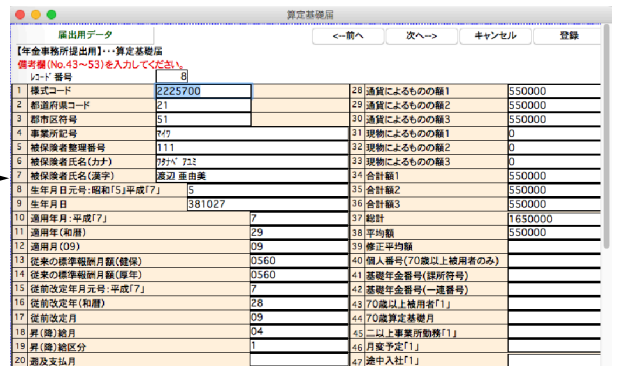 算定基礎届
届出用データ
<--前へ 次へ--> キャンセル 登録
【年金事務所提出用】・・・算定基礎届
備考欄(No.43~53)を入力してください。
ﾚｺｰﾄﾞ番号 8
1 様式コード 2225700
2 都道府県コード 21
3 郡市区符号 51
4 事業所記号 ﾏｲﾜ
5 被保険者整理番号 111
6 被保険者氏名(カナ) ﾜﾀﾅﾍﾞ ｱﾕﾐ
7 被保険者氏名(漢字) 渡辺 亜由美
8 生年月日元号:昭和「5」平成「7」 5
9 生年月日 381027
10 適用年月:平成「7」 7
11 適用年(和暦) 29
12 適用月(09) 09
13 従来の標準報酬月額(健保) 0560
14 従来の標準報酬月額(厚年) 0560
15 従前改定年月元号:平成「7」 7
16 従前改定年(和暦) 28
17 従前改定月 09
18 昇(降)給月 04
19 昇(降)給区分 1
20 遡及支払月
28 通貨によるものの額1 550000
29 通貨によるものの額2 550000
30 通貨によるものの額3 550000
31 現物によるものの額1 0
32 現物によるものの額2 0
33 現物によるものの額3 0
34 合計額1 550000
35 合計額2 550000
36 合計額3 550000
37 総計 1650000
38 平均額 550000
39 修正平均額
40 個人番号(70歳以上被用者のみ)
41 基礎年金番号(課所符号)
42 基礎年金番号(一連番号)
43 70歳以上被用者「1」
44 70歳算定基礎月
45 二以上事業所勤務「1」
46 月変予定「1」
47 途中入社「1」